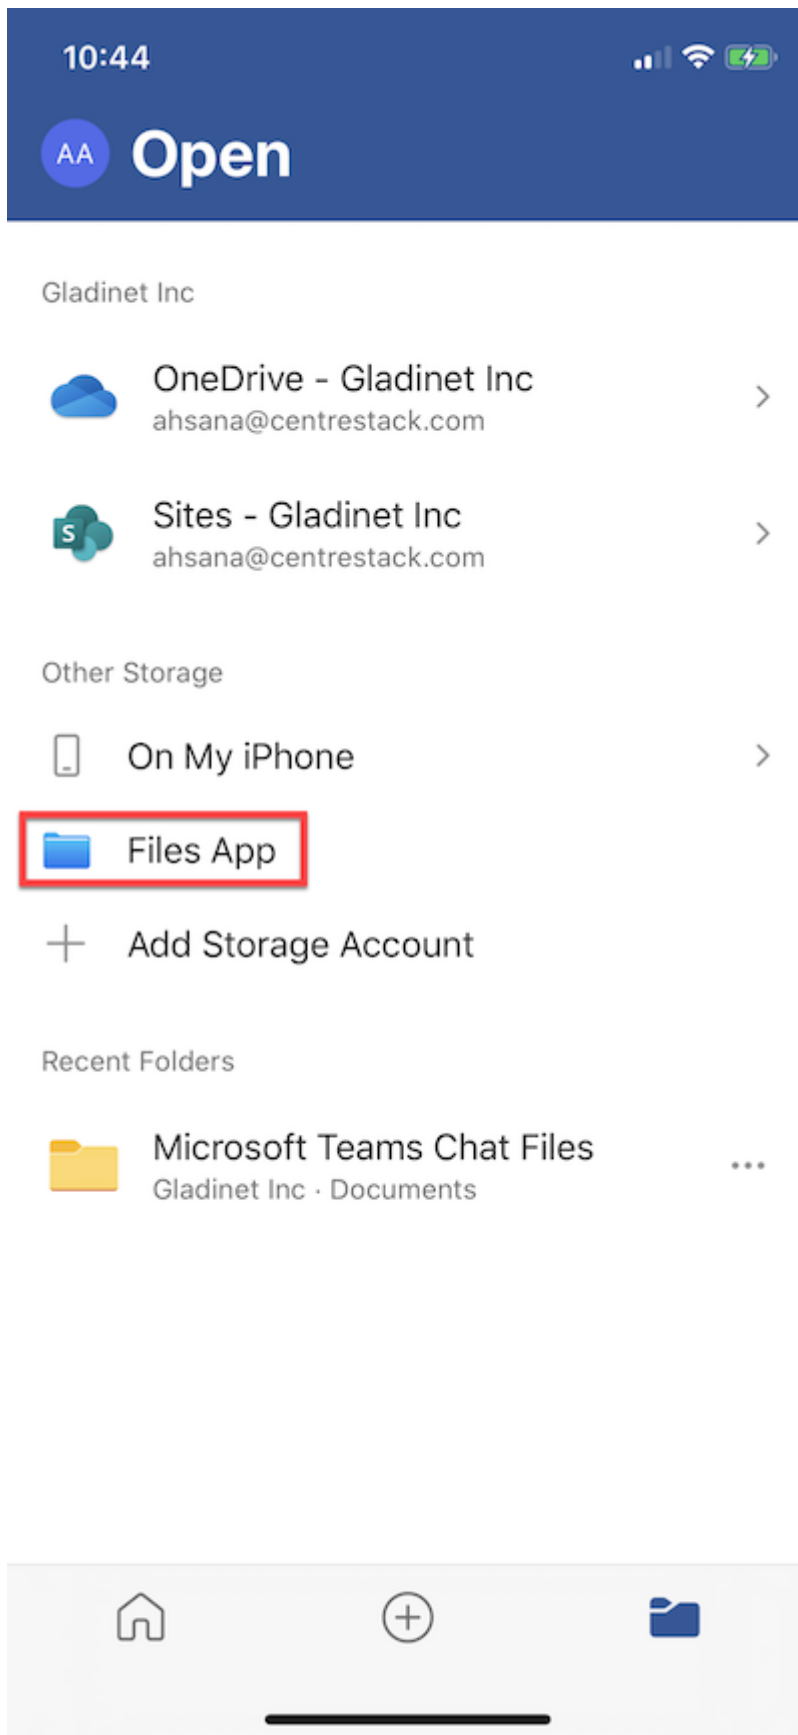 10:44
AA Open
Gladinet Inc
OneDrive - Gladinet Inc
ahsana@centrestack.com
S
Sites - Gladinet Inc
ahsana@centrestack.com
Other Storage
On My iPhone
Files App
Add Storage Account
Recent Folders
Microsoft Teams Chat Files
Gladinet Inc · Documents